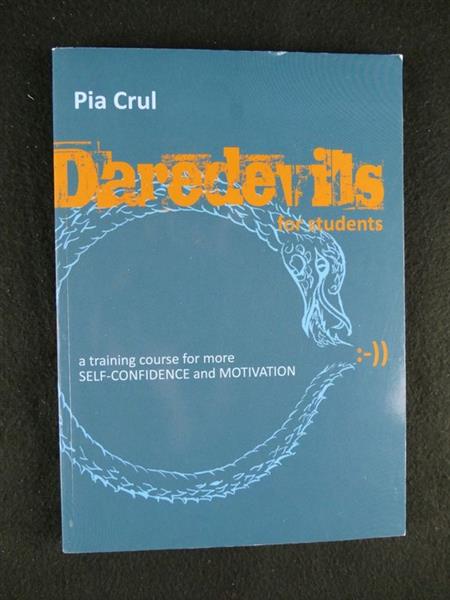 Pia Crul
Daredevils
for students
:-))
a training course for more
SELF-CONFIDENCE and MOTIVATION